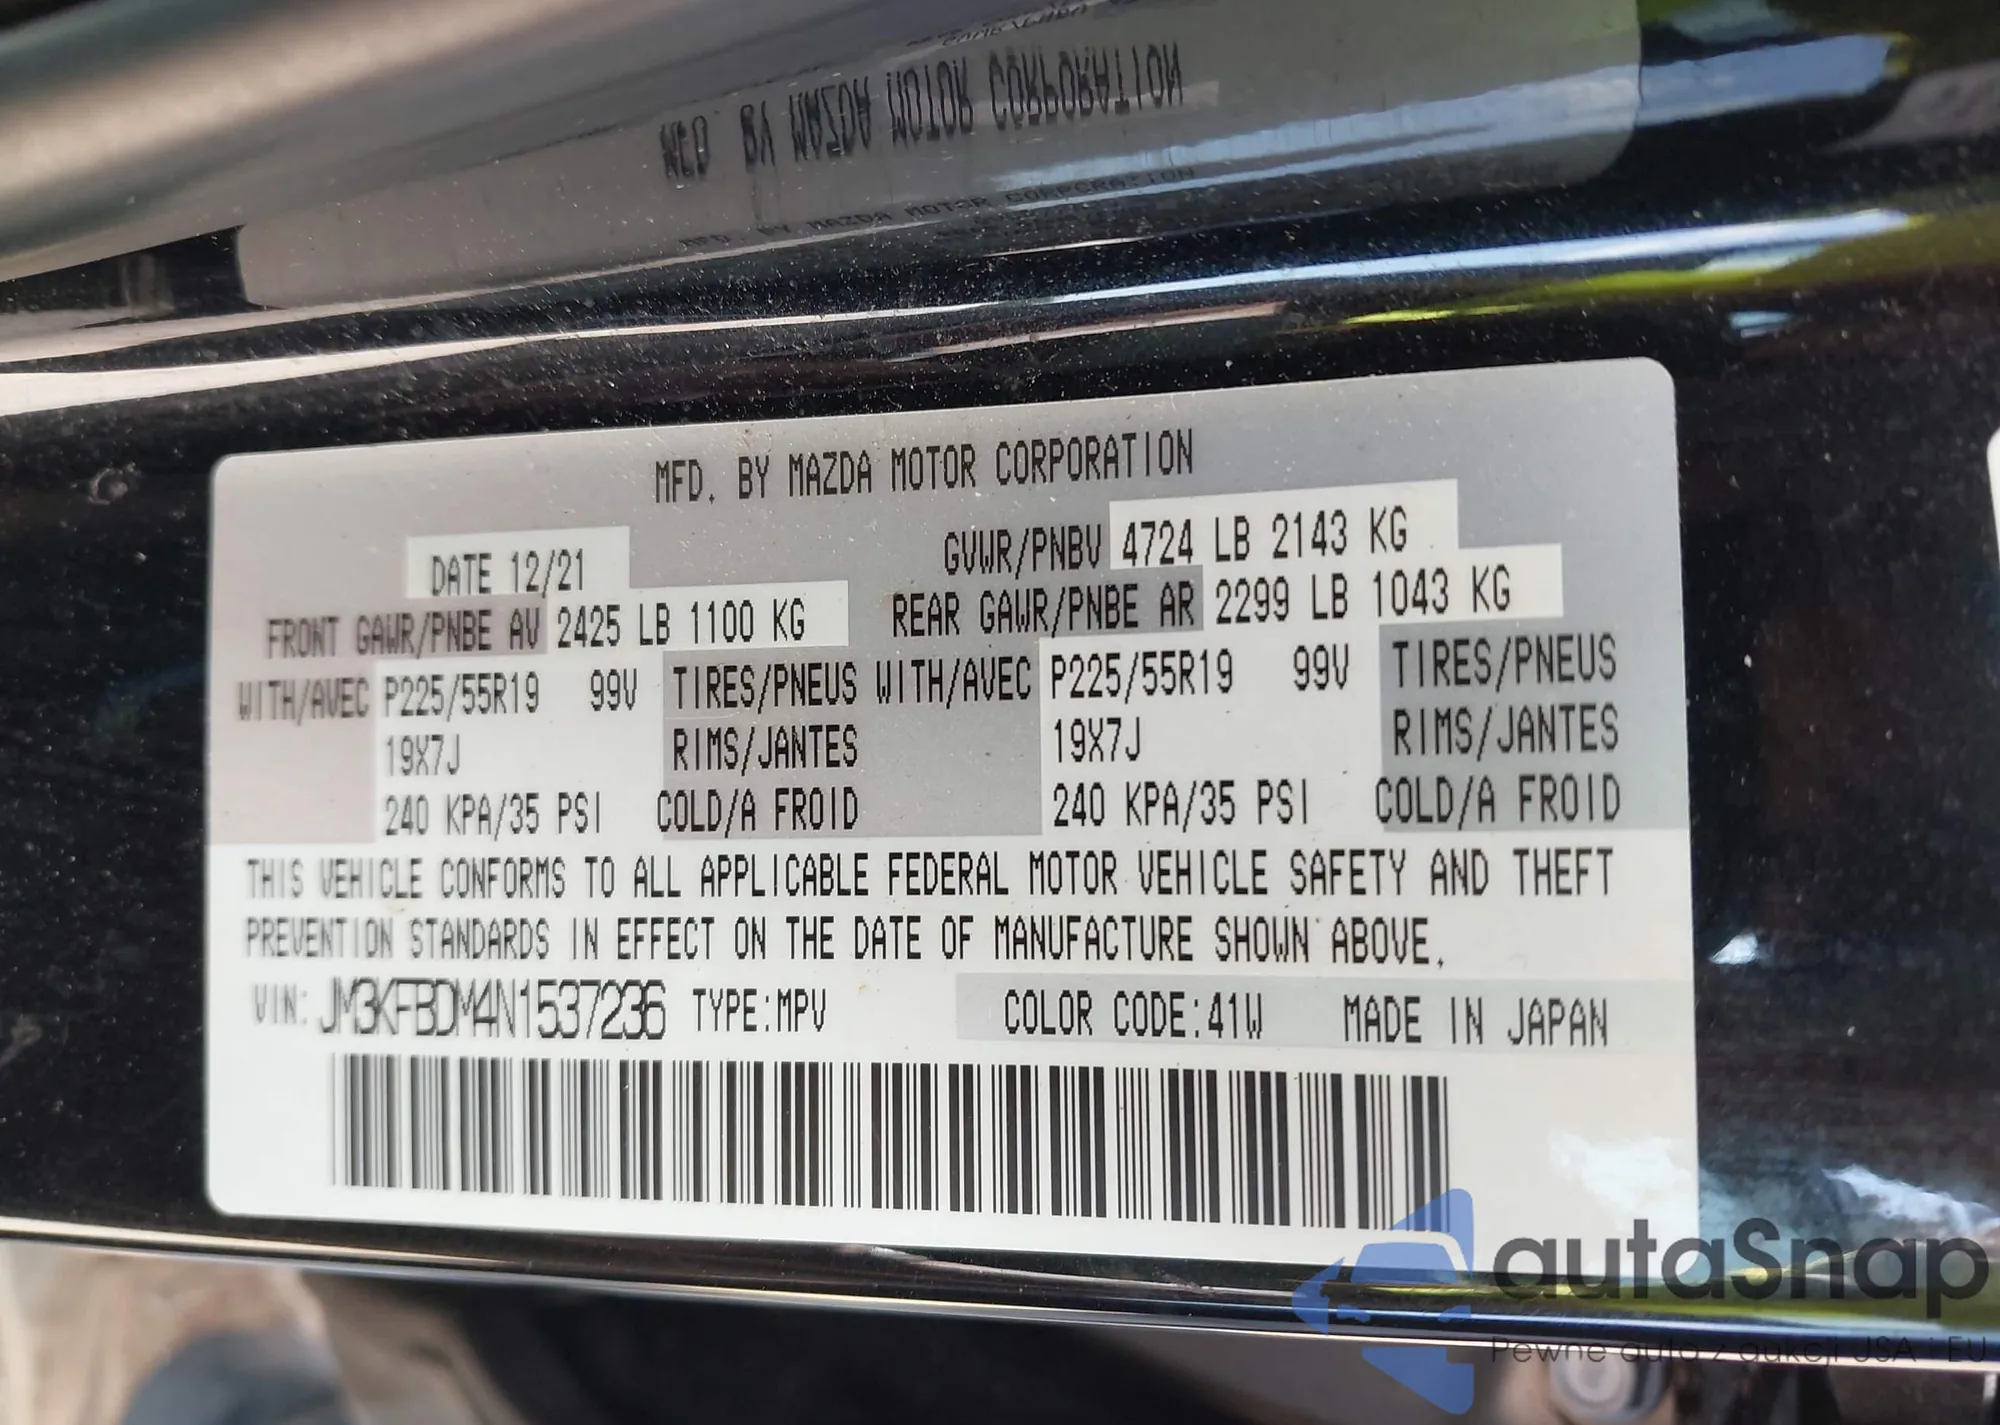 MFD. BY MAZDA MOTOR CORPORATION
DATE 12/21 GVWR/PNBV 4724 LB 2143 KG
FRONT GAWR/PNBE AV 2425 LB 1100 KG REAR GAWR/PNBE AR 2299 LB 1043 KG
WITH/AVEC P225/55R19 99V TIRES/PNEUS WITH/AVEC P225/55R19 99V TIRES/PNEUS
19X7J RIMS/JANTES 19X7J RIMS/JANTES
240 KPA/35 PSI COLD/A FROID 240 KPA/35 PSI COLD/A FROID
THIS VEHICLE CONFORMS TO ALL APPLICABLE FEDERAL MOTOR VEHICLE SAFETY AND THEFT
PREVENTION STANDARDS IN EFFECT ON THE DATE OF MANUFACTURE SHOWN ABOVE.
VIN: JM3KFBDM4N1537236 TYPE:MPV COLOR CODE:41W MADE IN JAPAN
autaSnap
Pewne auta z aukcji USA i EU